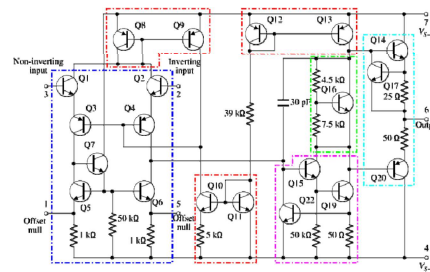 Q8
Q9
Q12
Q13
7
Q14
Non-inverting
input
Inverting
input
Q1
Q2
3
2
Q17
4.5 kΩ
Q16
25 Ω
Q3
Q4
39 kΩ
30 pF
6
7.5 kΩ
50 Ω
Q7
Q15
Q20
1
Q5
Q6
5
Q10
Q11
Q22
Q19
Offset
null
Offset
null
50 kΩ
1 kΩ
1 kΩ
5 kΩ
50 kΩ
50 Ω
4